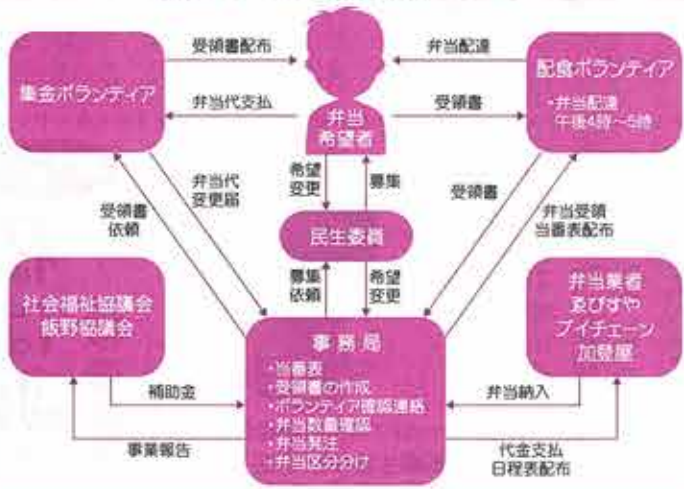 受領書配布
弁当配達
集金ボランティア
配食ボランティア
・弁当配達
午後4時～5時
弁当代支払
受領書
弁当
希望者
希望
変更
募集
弁当代
変更届
受領書
依頼
受領書
弁当受領
当番表配布
民生委員
募集
依頼
希望
変更
社会福祉協議会
飯野協議会
弁当業者
ゑびすや
ブイチェーン
加登屋
事務局
・当番表
・受領書の作成
・ボランティア確認連絡
・弁当数量確認
・弁当発注
・弁当区分分け
補助金
弁当納入
事業報告
代金支払
日程表配布